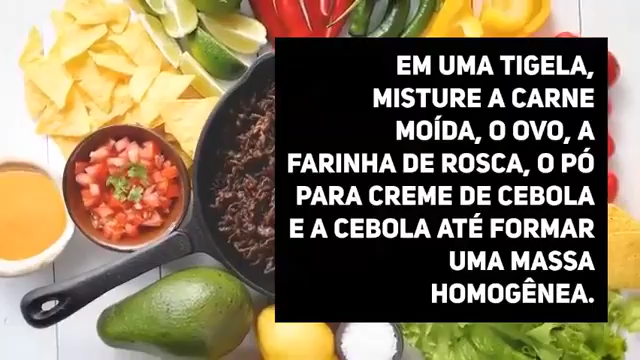 EM UMA TIGELA,
MISTURE A CARNE
MOÍDA, O OVO, A
FARINHA DE ROSCA, O PÓ
PARA CREME DE CEBOLA
E A CEBOLA ATÉ FORMAR
UMA MASSA
HOMOGÊNEA.